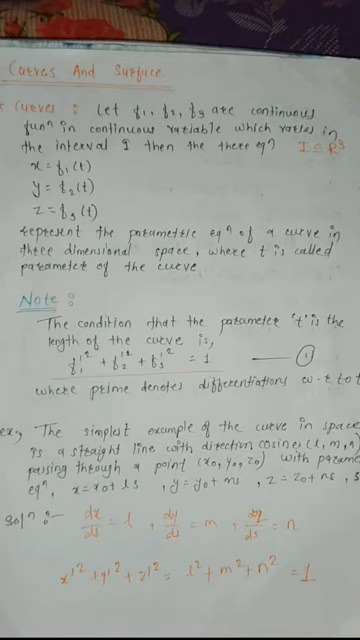 Curves And Surface
Curves : Let f₁, f₂, f₃ are continuous
funⁿ in continuous variable which varies in
the interval I then the there eqⁿ I ⊆ R³
x = f₁(t)
y = f₂(t)
z = f₃(t)
represent the parametric eqⁿ of a curve in
three dimensional space, where t is called
parameter of the curve.
Note :
The condition that the parameter 't' is the
length of the curve is,
f₁'² + f₂'² + f₃'² = 1 —— ①
where prime denotes differentiations w.r to t
ex, The simplest example of the curve in space
is a straight line with direction cosines (l, m, n)
passing through a point (x₀, y₀, z₀) with parame
eqⁿ, x = x₀ + ls , y = y₀ + ms , z = z₀ + ns, s
Solⁿ :- dx/ds = l , dy/ds = m , dz/ds = n
x'² + y'² + z'² = l² + m² + n² = 1